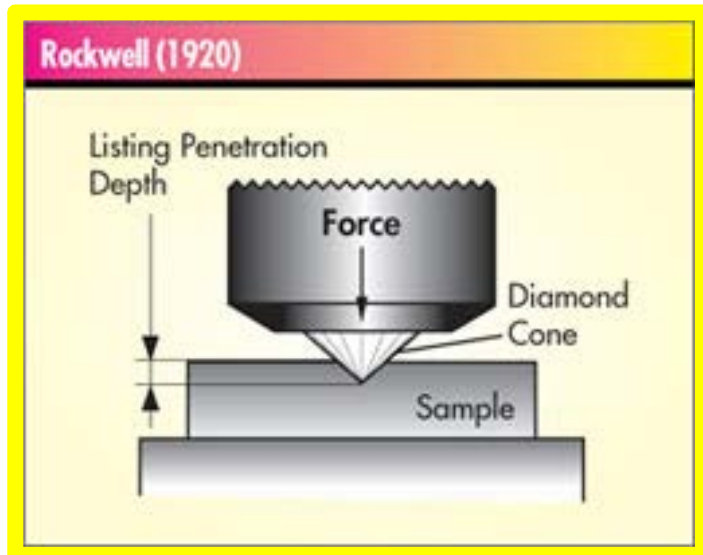 Rockwell (1920)
Listing Penetration
Depth
Force
Diamond
Cone
Sample